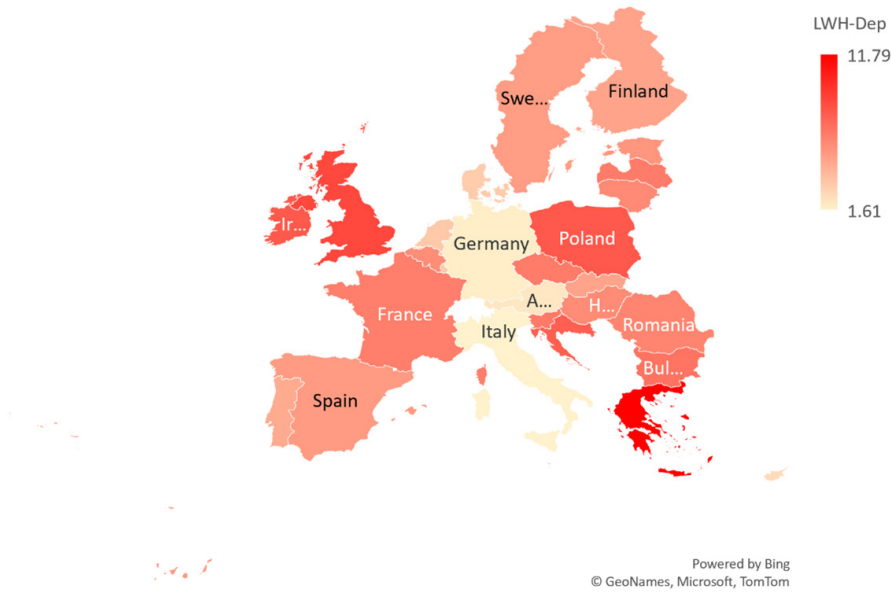 LWH-Dep
11.79
1.61
Swe...
Finland
Ir...
Germany
Poland
A...
H...
France
Italy
Romania
Bul...
Spain
Powered by Bing
© GeoNames, Microsoft, TomTom